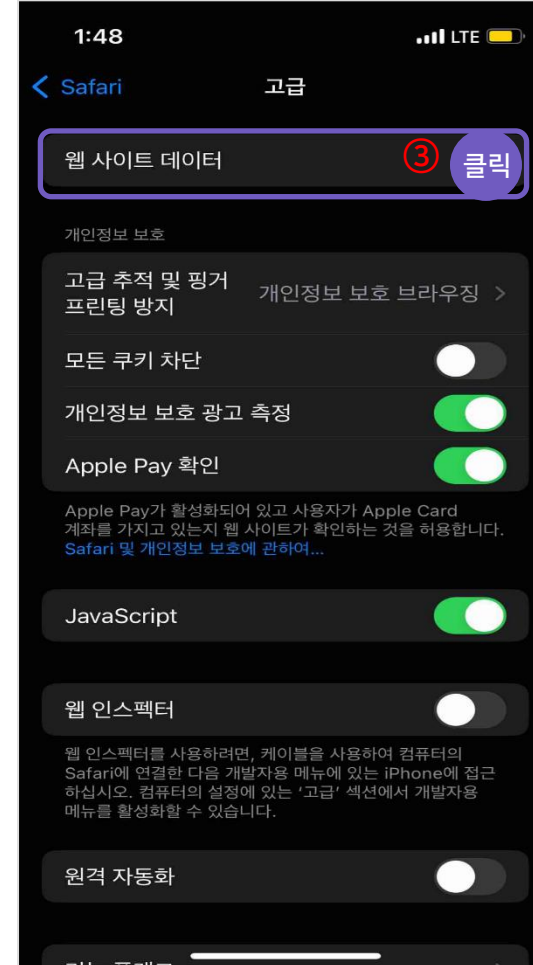 1:48
LTE
Safari
고급
웹 사이트 데이터
③
클릭
개인정보 보호
고급 추적 및 핑거
프린팅 방지
개인정보 보호 브라우징
모든 쿠키 차단
개인정보 보호 광고 측정
Apple Pay 확인
Apple Pay가 활성화되어 있고 사용자가 Apple Card
계좌를 가지고 있는지 웹 사이트가 확인하는 것을 허용합니다.
Safari 및 개인정보 보호에 관하여...
JavaScript
웹 인스펙터
웹 인스펙터를 사용하려면, 케이블을 사용하여 컴퓨터의
Safari에 연결한 다음 개발자용 메뉴에 있는 iPhone에 접근
하십시오. 컴퓨터의 설정에 있는 ‘고급’ 섹션에서 개발자용
메뉴를 활성화할 수 있습니다.
원격 자동화